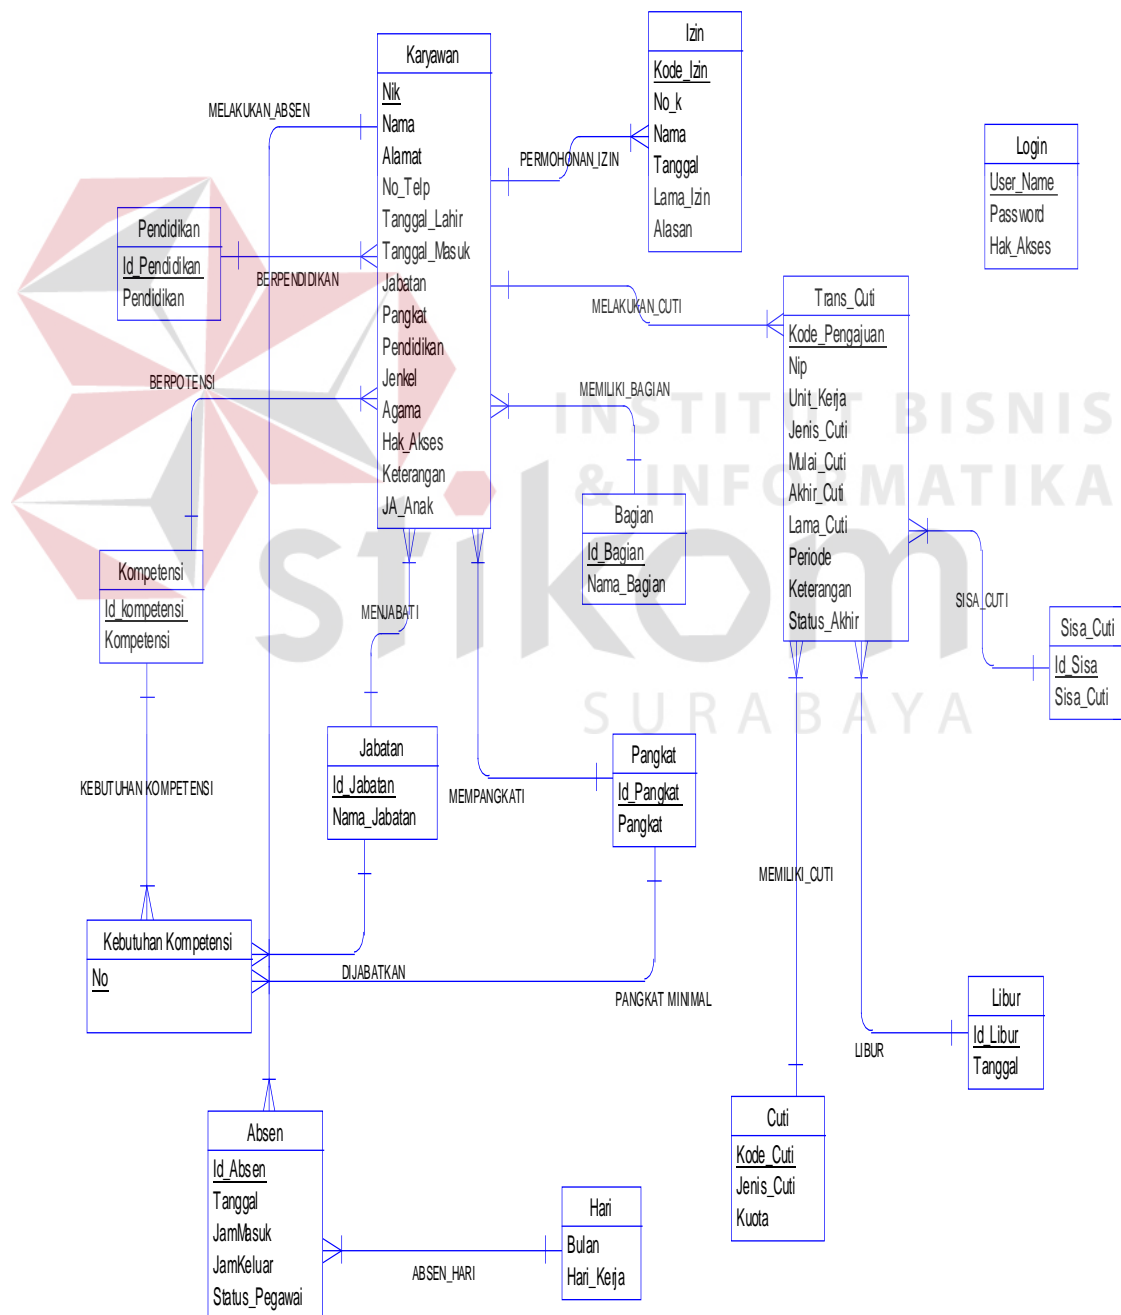 Karyawan
Nik
Nama
Alamat
No_Telp
Tanggal_Lahir
Tanggal_Masuk
Jabatan
Pangkat
Pendidikan
Jenkel
Agama
Hak_Akses
Keterangan
JA_Anak
Izin
Kode_Izin
No_k
Nama
Tanggal
Lama_Izin
Alasan
Login
User_Name
Password
Hak_Akses
MELAKUKAN_ABSEN
PERMOHONAN_IZIN
Pendidikan
Id_Pendidikan
Pendidikan
BERPENDIDIKAN
MELAKUKAN_CUTI
Trans_Cuti
Kode_Pengajuan
Nip
Unit_Kerja
Jenis_Cuti
Mulai_Cuti
Akhir_Cuti
Lama_Cuti
Periode
Keterangan
Status_Akhir
BERPOTENSI
MEMILIKI_BAGIAN
INSTITUT BISNIS
& INFORMATIKA
stikom
SURABAYA
Bagian
Id_Bagian
Nama_Bagian
Kompetensi
Id_kompetensi
Kompetensi
MENJABATI
SISA_CUTI
Sisa_Cuti
Id_Sisa
Sisa_Cuti
Jabatan
Id_Jabatan
Nama_Jabatan
Pangkat
Id_Pangkat
Pangkat
KEBUTUHAN KOMPETENSI
MEMPANGKATI
MEMILIKI_CUTI
Kebutuhan Kompetensi
No
DIJABATKAN
PANGKAT MINIMAL
Libur
Id_Libur
Tanggal
LIBUR
Cuti
Kode_Cuti
Jenis_Cuti
Kuota
Absen
Id_Absen
Tanggal
JamMasuk
JamKeluar
Status_Pegawai
Hari
Bulan
Hari_Kerja
ABSEN_HARI